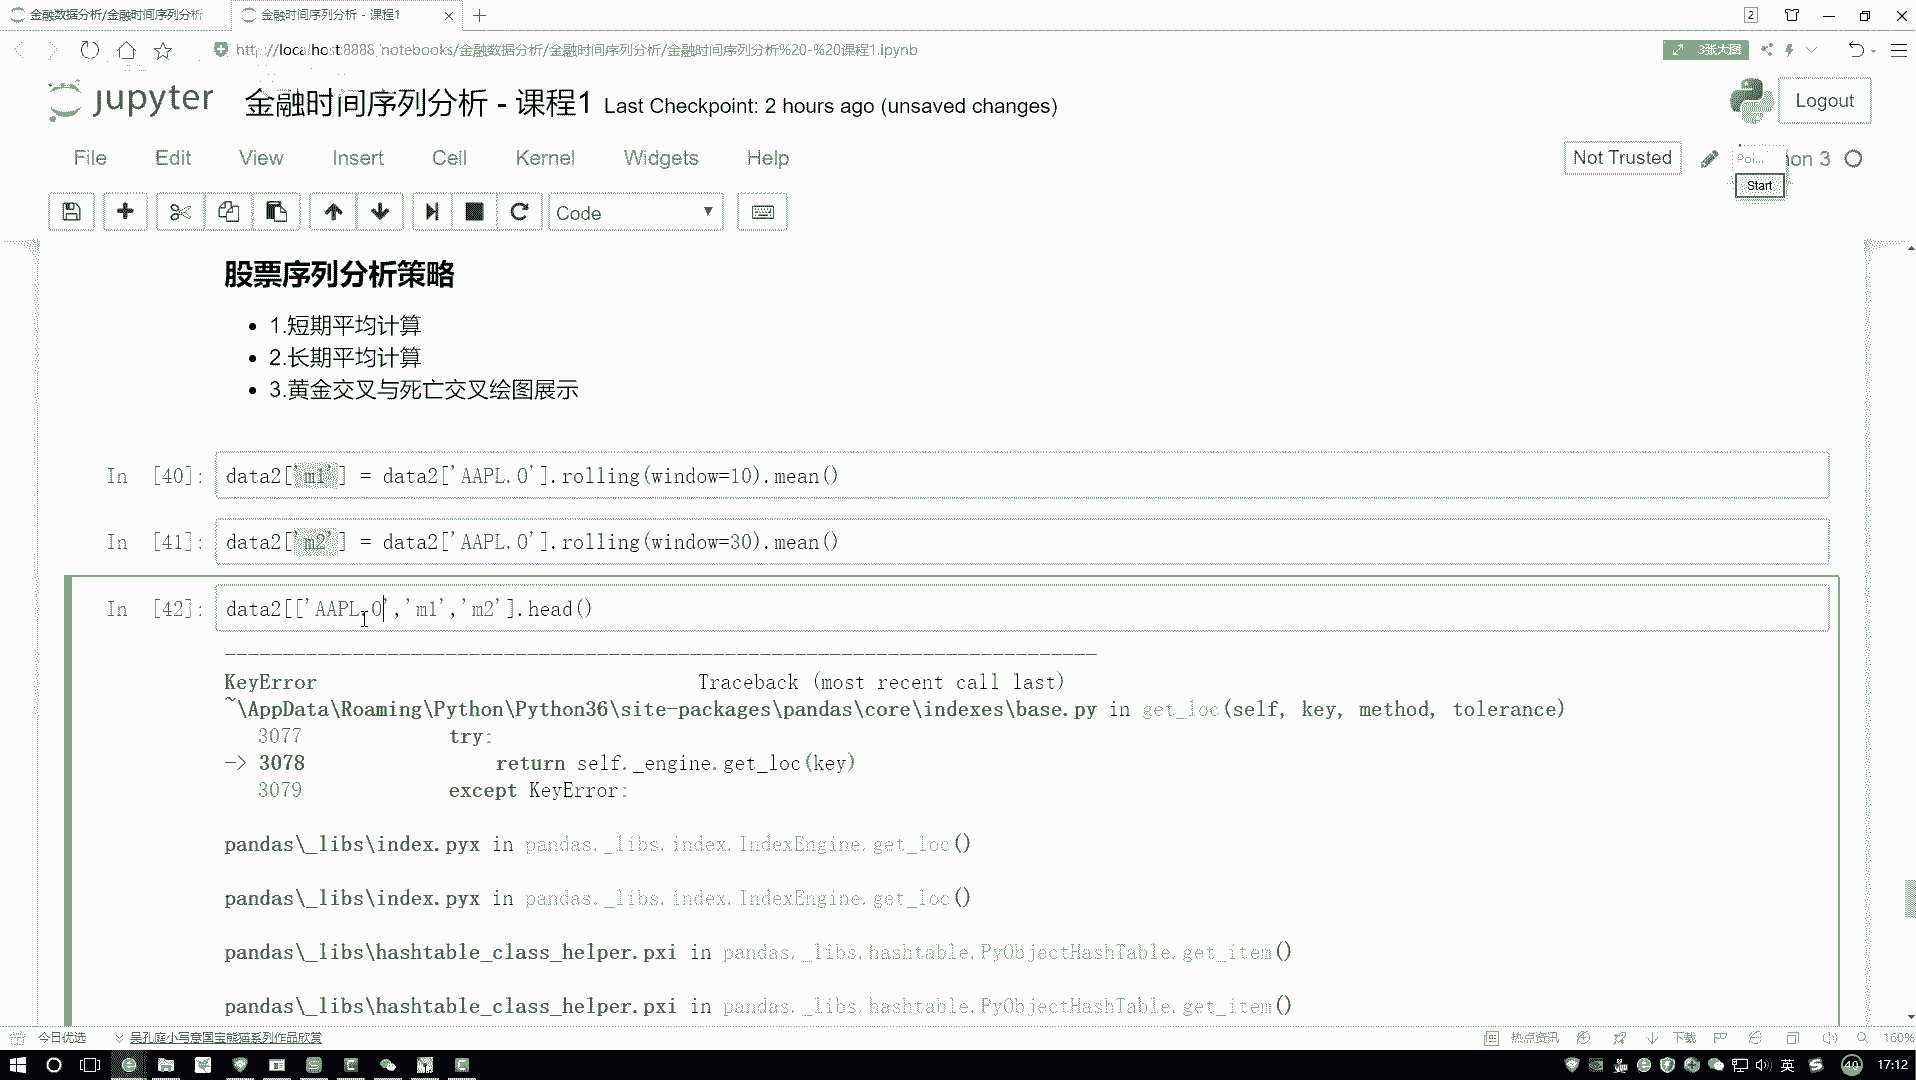 金融数据分析/金融时间序列分析
金融时间序列分析 - 课程1
2
http://localhost:8888/notebooks/金融数据分析/金融时间序列分析/金融时间序列分析%20-%20课程1.ipynb
3张大图
jupyter 金融时间序列分析 - 课程1 Last Checkpoint: 2 hours ago (unsaved changes)
Logout
File Edit View Insert Cell Kernel Widgets Help
Not Trusted
Poi...
hon 3
Start
Code
股票序列分析策略
1.短期平均计算
2.长期平均计算
3.黄金交叉与死亡交叉绘图展示
In [40]: data2['m1'] = data2['AAPL.O'].rolling(window=10).mean()
In [41]: data2['m2'] = data2['AAPL.O'].rolling(window=30).mean()
In [42]: data2[['AAPL.O','m1','m2'].head()
---------------------------------------------------------------------------
KeyError Traceback (most recent call last)
~\AppData\Roaming\Python\Python36\site-packages\pandas\core\indexes\base.py in get_loc(self, key, method, tolerance)
3077 try:
-> 3078 return self._engine.get_loc(key)
3079 except KeyError:
pandas\_libs\index.pyx in pandas._libs.index.IndexEngine.get_loc()
pandas\_libs\index.pyx in pandas._libs.index.IndexEngine.get_loc()
pandas\_libs\hashtable_class_helper.pxi in pandas._libs.hashtable.PyObjectHashTable.get_item()
pandas\_libs\hashtable_class_helper.pxi in pandas._libs.hashtable.PyObjectHashTable.get_item()
今日优选
吴孔庭小写意国宝熊猫系列作品欣赏
热点资讯
下载
160%
英
40
17:12